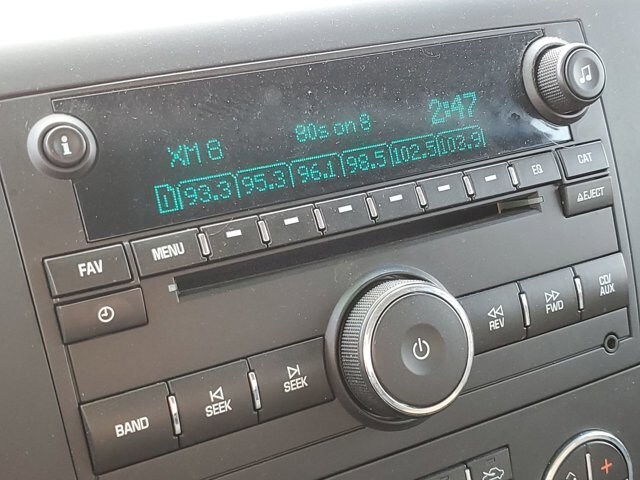 2:47
80s on 8
XM 8
1 93.3 95.3 96.1 98.5 102.5 103.9
i
EQ
CAT
MENU
EJECT
FAV
REV
FWD
CD/
AUX
SEEK
SEEK
BAND
+